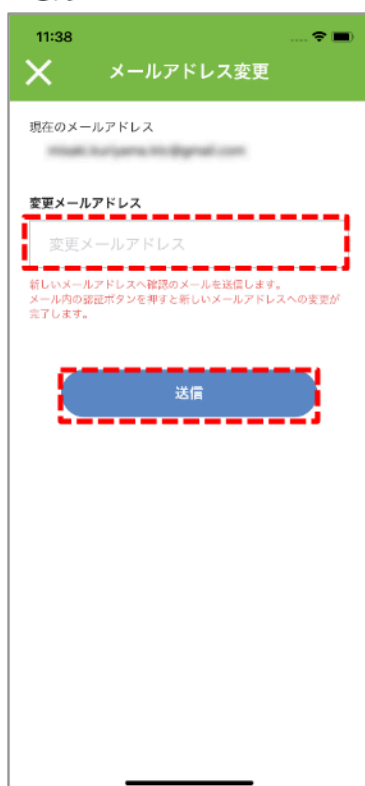 11:38
メールアドレス変更
現在のメールアドレス
変更メールアドレス
変更メールアドレス
新しいメールアドレスへ確認のメールを送信します。
メール内の認証ボタンを押すと新しいメールアドレスへの変更が
完了します。
送信